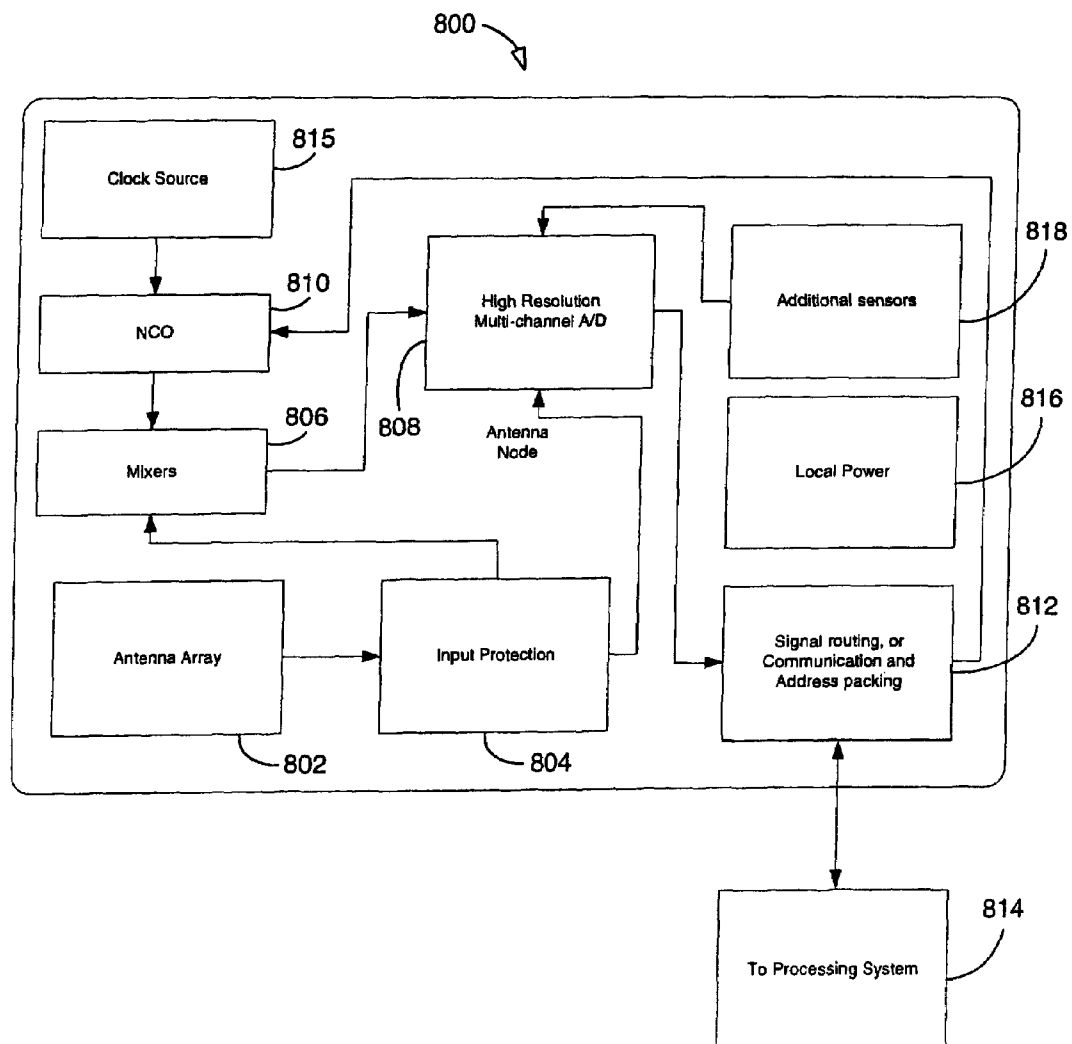 800
815
Clock Source
818
810
High Resolution
Multi-channel A/D
Additional sensors
NCO
816
806
808
Antenna
Node
Mixers
Local Power
812
Signal routing, or
Communication and
Address packing
Antenna Array
Input Protection
802
804
814
To Processing System